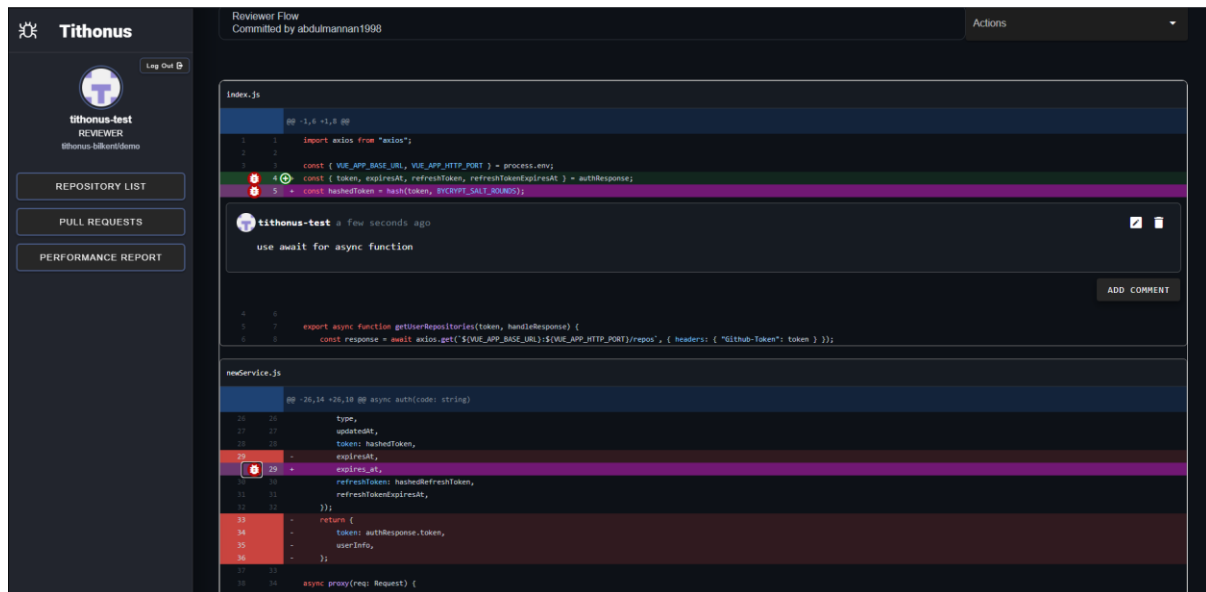 Tithonus
Log Out
tithonus-test
REVIEWER
tithonus-bilkent/demo
REPOSITORY LIST
PULL REQUESTS
PERFORMANCE REPORT
Reviewer Flow
Committed by abdulmannan1998
Actions
index.js
@@ -1,6 +1,8 @@
1 1 import axios from "axios";
2 2
3 3 const { VUE_APP_BASE_URL, VUE_APP_HTTP_PORT } = process.env;
4 + const { token, expiresAt, refreshToken, refreshTokenExpiresAt } = authResponse;
5 + const hashedToken = hash(token, BYCRYPT_SALT_ROUNDS);
tithonus-test a few seconds ago
use await for async function
ADD COMMENT
4 6
5 7 export async function getUserRepositories(token, handleResponse) {
6 8 const response = await axios.get(`${VUE_APP_BASE_URL}:${VUE_APP_HTTP_PORT}/repos`, { headers: { "Github-Token": token } });
newService.js
@@ -26,14 +26,10 @@ async auth(code: string)
26 26 type,
27 27 updatedAt,
28 28 token: hashedToken,
29 - expiresAt,
29 + expires_at,
30 30 refreshToken: hashedRefreshToken,
31 31 refreshTokenExpiresAt,
32 32 });
33 - return {
34 - token: authResponse.token,
35 - userInfo,
36 - };
37 33
38 34 async proxy(req: Request) {